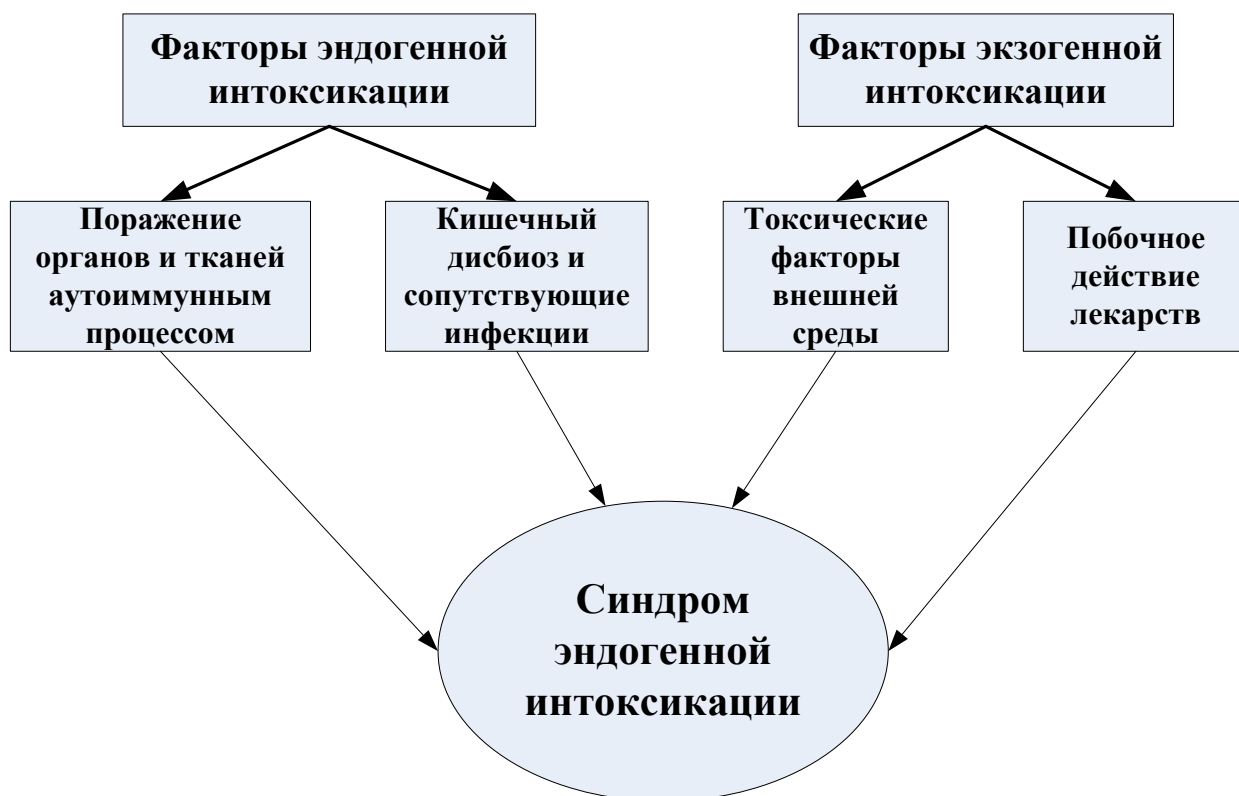 Факторы эндогенной
интоксикации
Факторы экзогенной
интоксикации
Поражение
органов и тканей
аутоиммунным
процессом
Кишечный
дисбиоз и
сопутствующие
инфекции
Токсические
факторы
внешней
среды
Побочное
действие
лекарств
Синдром
эндогенной
интоксикации